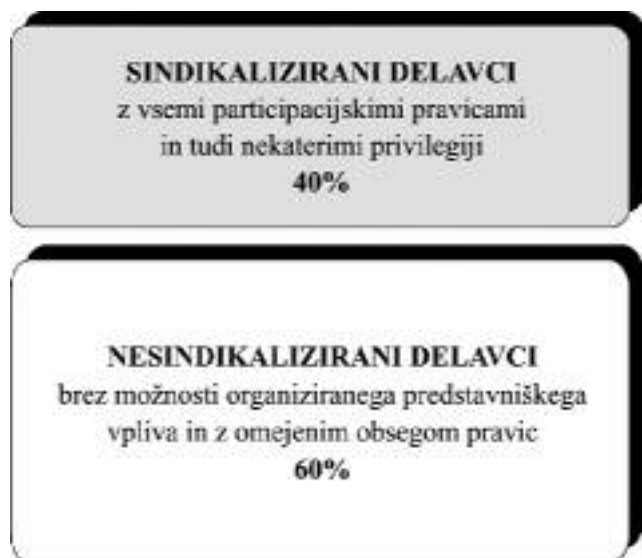 SINDIKALIZIRANI DELAVCI
z vsemi participacijskimi pravicami
in tudi nekaterimi privilegiji
40%
NESINDIKALIZIRANI DELAVCI
brez možnosti organiziranega predstavniškega
vpliva in z omejenim obsegom pravic
60%